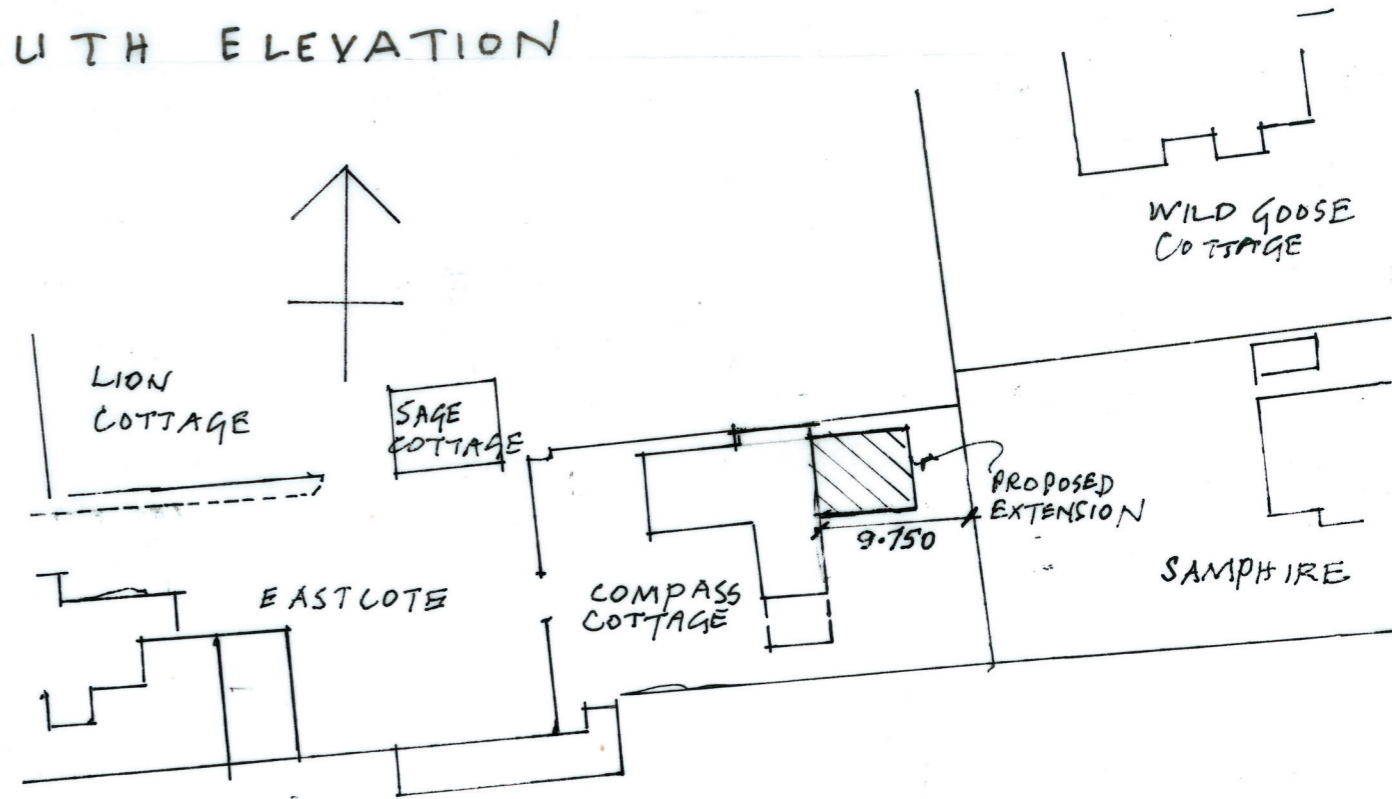 UTH ELEVATION
WILD GOOSE
COTTAGE
LION
COTTAGE
SAGE
COTTAGE
PROPOSED
EXTENSION
9.750
EASTCOTE
COMPASS
COTTAGE
SAMPHIRE